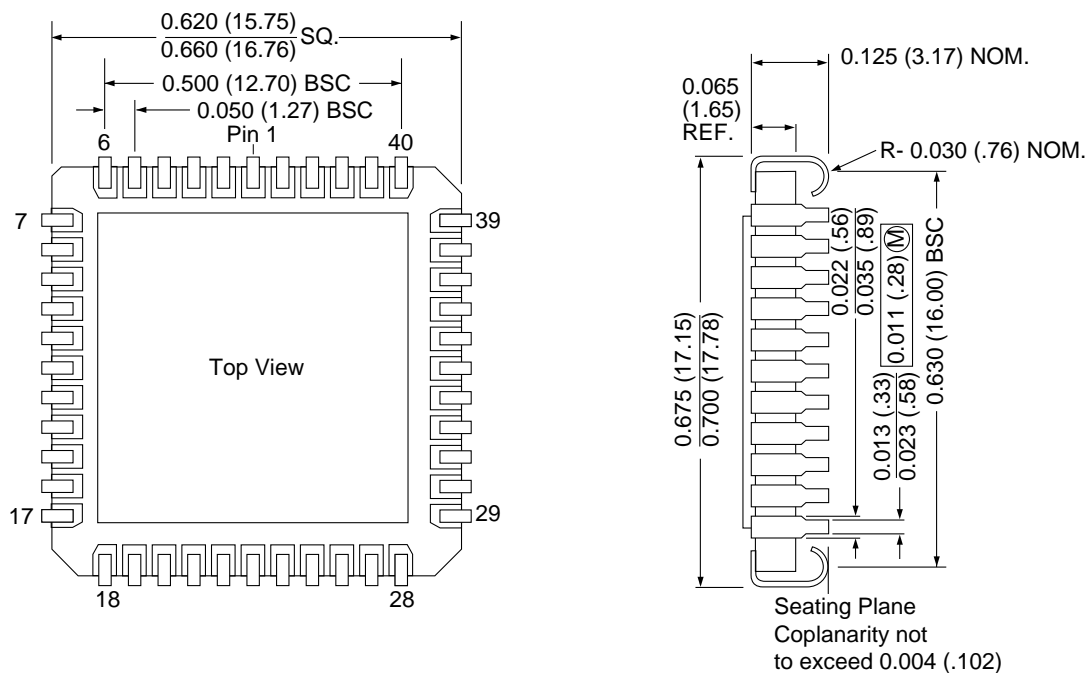 0.620 (15.75)
0.660 (16.76)
SQ.
0.500 (12.70) BSC
0.050 (1.27) BSC
Pin 1
6
40
7
39
Top View
17
29
18
28
0.125 (3.17) NOM.
0.065
(1.65)
REF.
R- 0.030 (.76) NOM.
0.675 (17.15)
0.700 (17.78)
0.022 (.56)
0.035 (.89)
0.011 (.28) Ⓜ
0.013 (.33)
0.023 (.58)
0.630 (16.00) BSC
Seating Plane
Coplanarity not
to exceed 0.004 (.102)